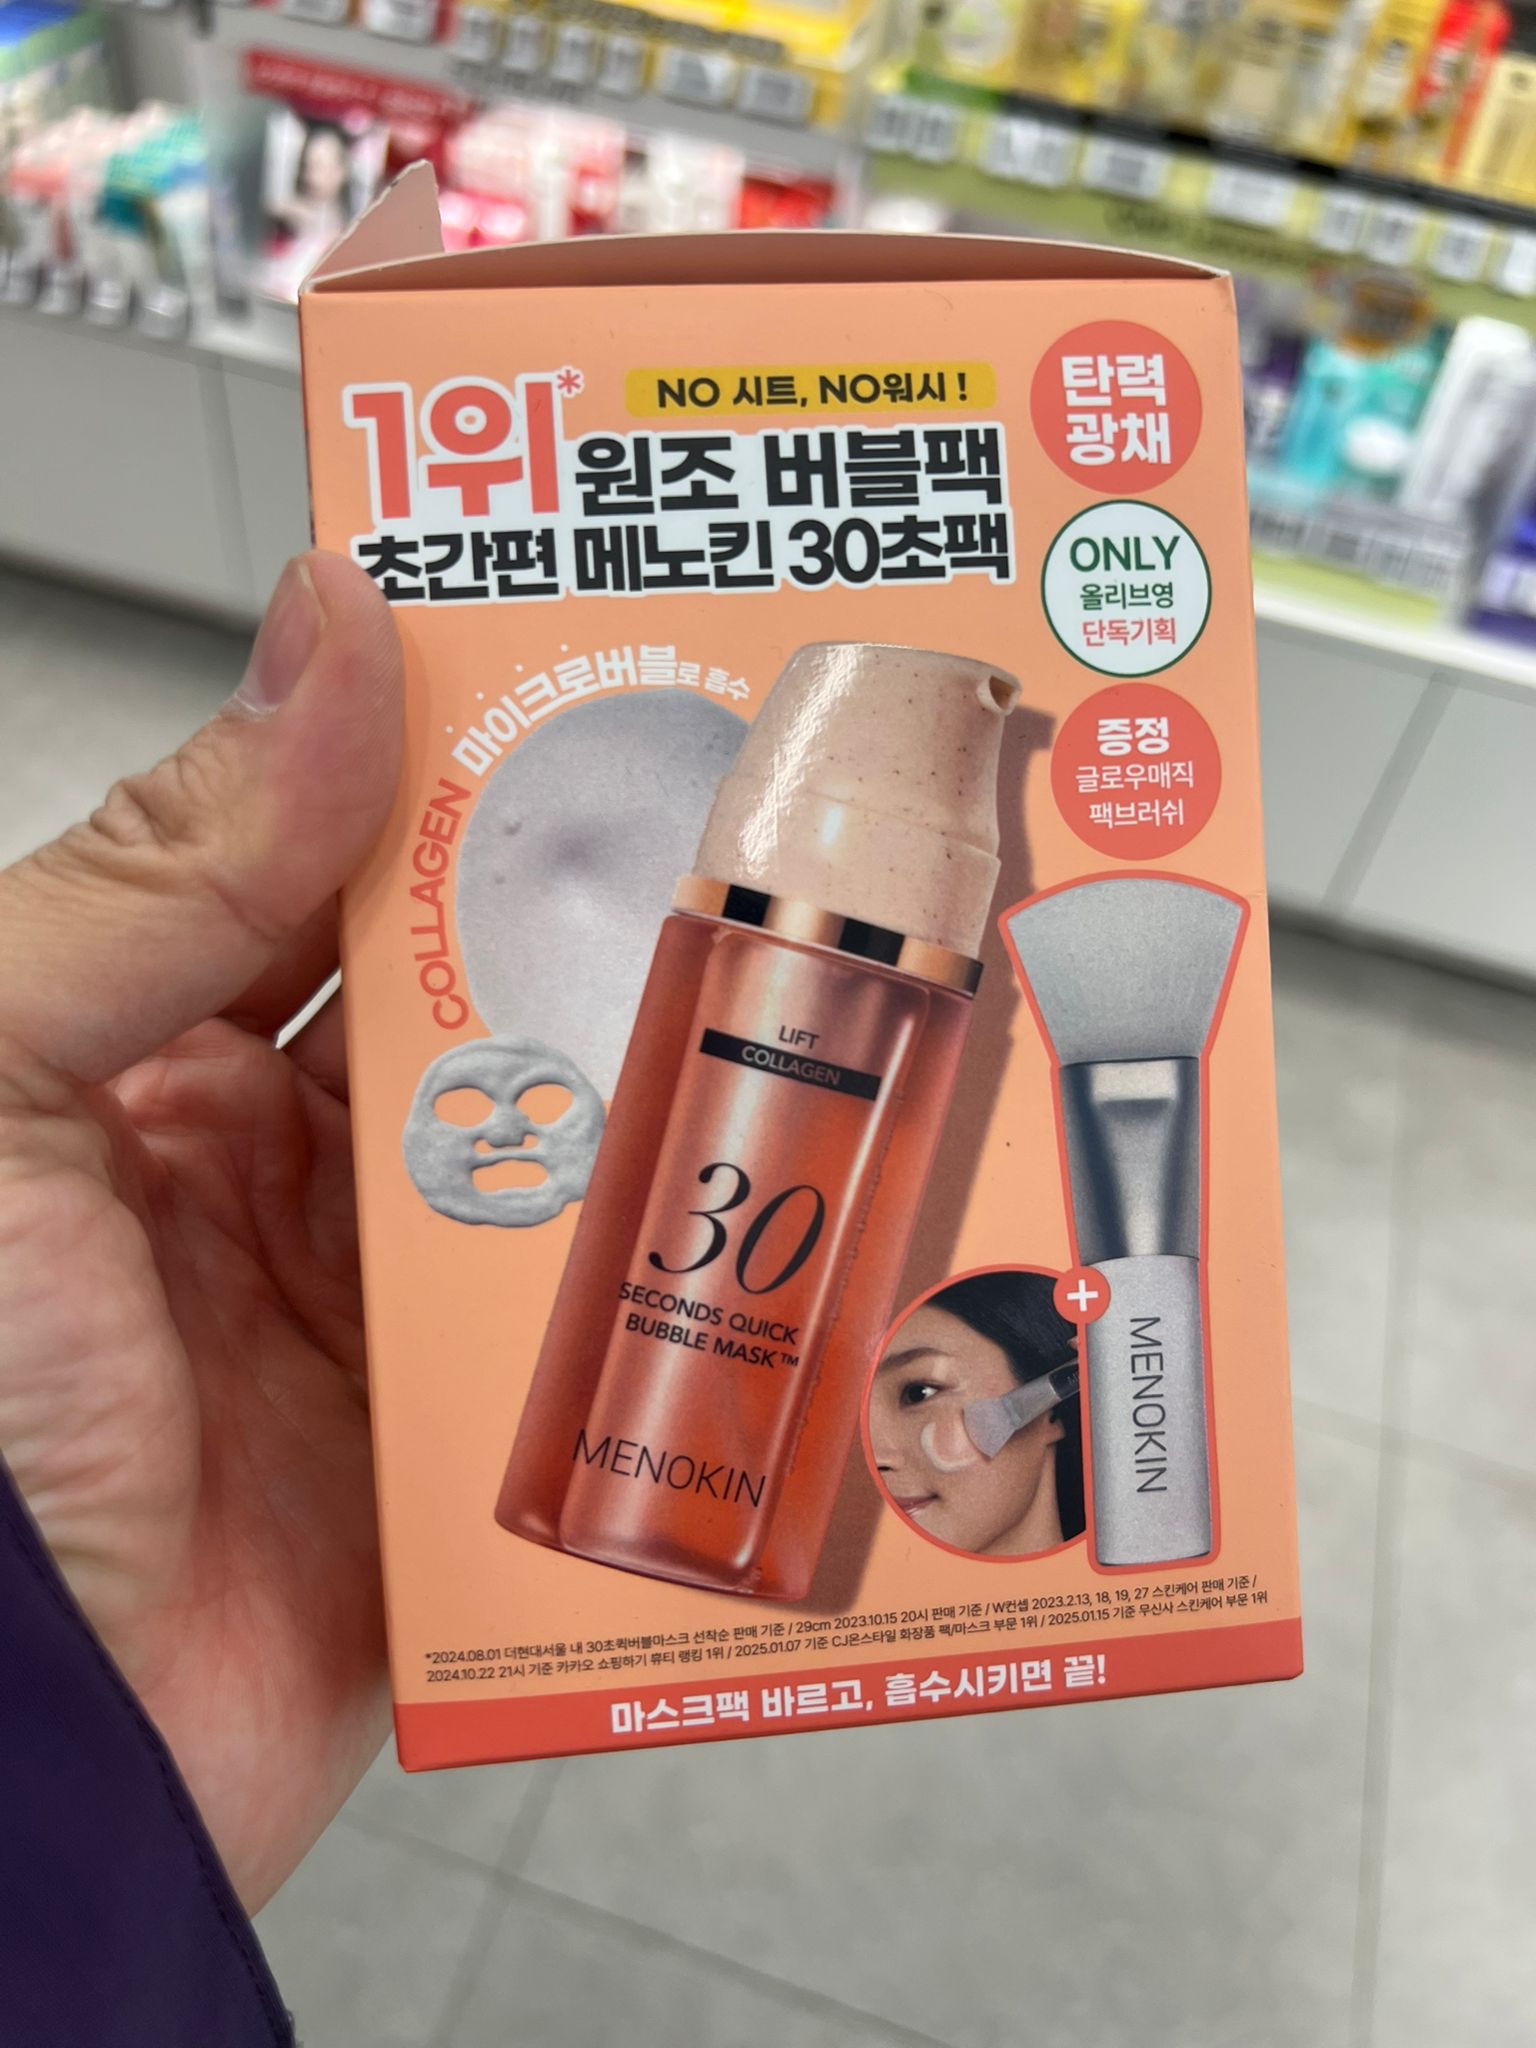 1위*
NO 시트, NO워시 !
원조 버블팩
초간편 메노킨 30초팩
탄력
광채
ONLY
올리브영
단독기획
증정
글로우매직
팩브러쉬
COLLAGEN 마이크로버블로 흡수
LIFT
COLLAGEN
30
SECONDS QUICK
BUBBLE MASK™
MENOKIN
+
MENOKIN
*2024.08.01 더현대서울 내 30초퀵버블마스크 선착순 판매 기준 / 29cm 2023.10.15 20시 판매 기준 / W컨셉 2023.2.13, 18, 19, 27 스킨케어 판매 기준 /
2024.10.22 21시 기준 카카오 쇼핑하기 뷰티 랭킹 1위 / 2025.01.07 기준 CJ온스타일 화장품 팩/마스크 부문 1위 / 2025.01.15 기준 무신사 스킨케어 부문 1위
마스크팩 바르고, 흡수시키면 끝!